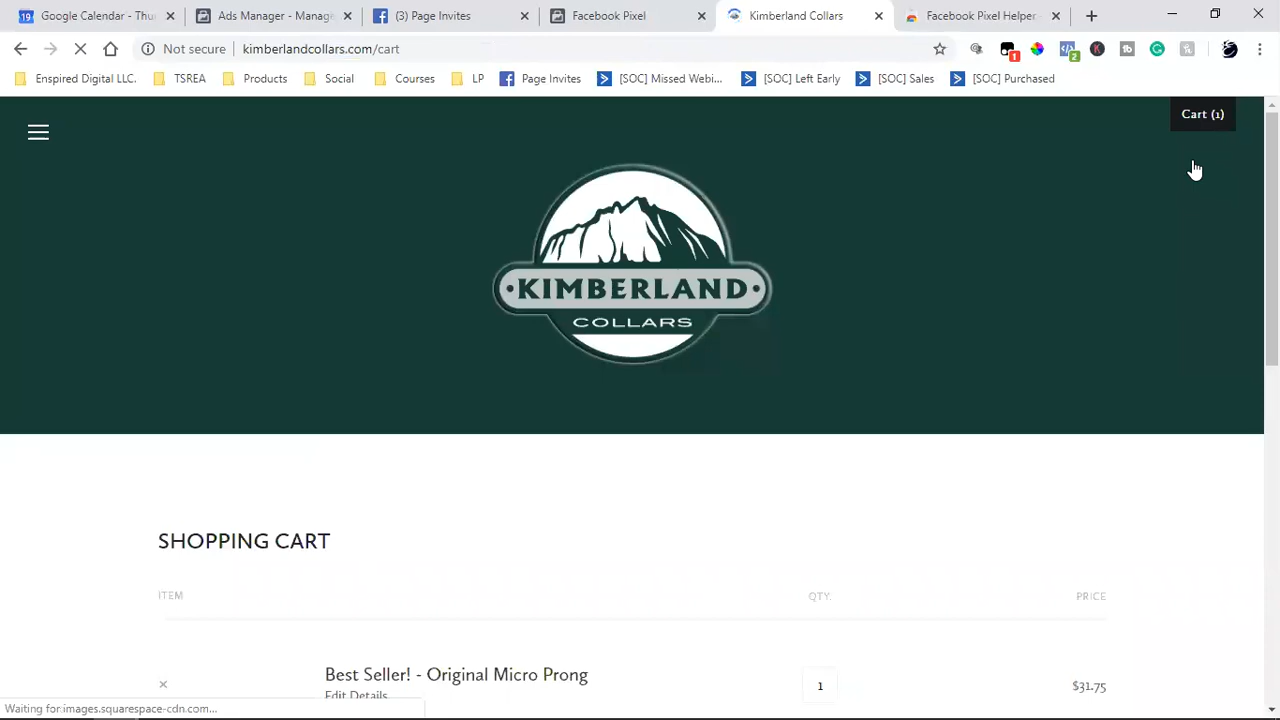 Google Calendar - Thu
Ads Manager - Manage
(3) Page Invites
Facebook Pixel
Kimberland Collars
Facebook Pixel Helper -
Not secure
kimberlandcollars.com/cart
1
2
Enspired Digital LLC.
TSREA
Products
Social
Courses
LP
Page Invites
[SOC] Missed Webi...
[SOC] Left Early
[SOC] Sales
[SOC] Purchased
Cart (1)
KIMBERLAND
COLLARS
SHOPPING CART
ITEM
QTY.
PRICE
Best Seller! - Original Micro Prong
Edit Details
1
$31.75
Waiting for images.squarespace-cdn.com...